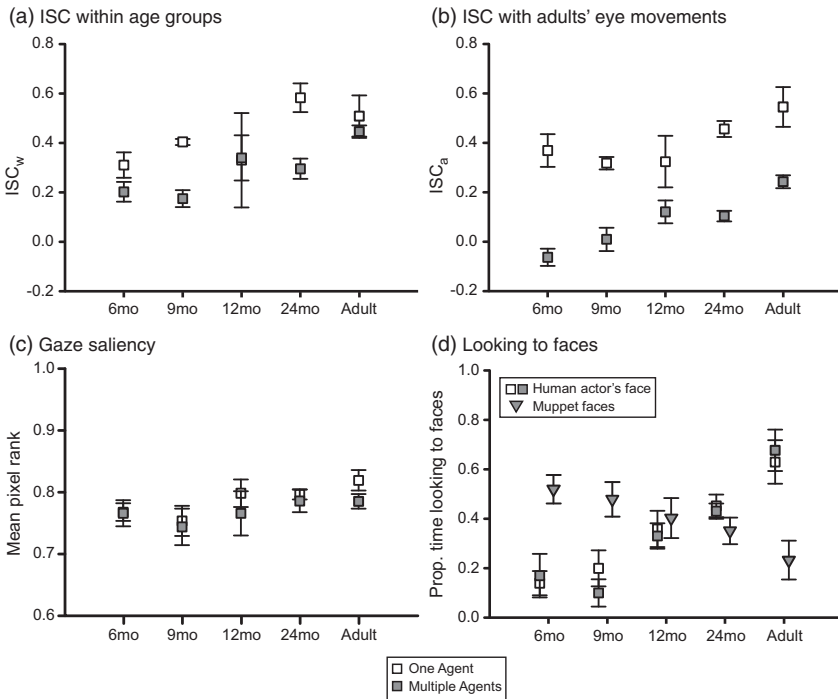 (a) ISC within age groups
0.8
0.6
0.4
0.2
0.0
-0.2
ISCw
6mo 9mo 12mo 24mo Adult
(b) ISC with adults' eye movements
0.8
0.6
0.4
0.2
0.0
-0.2
ISCa
6mo 9mo 12mo 24mo Adult
(c) Gaze saliency
1.0
0.9
0.8
0.7
0.6
Mean pixel rank
6mo 9mo 12mo 24mo Adult
(d) Looking to faces
1.0
0.8
0.6
0.4
0.2
0.0
Prop. time looking to faces
Human actor's face
Muppet faces
6mo 9mo 12mo 24mo Adult
One Agent
Multiple Agents